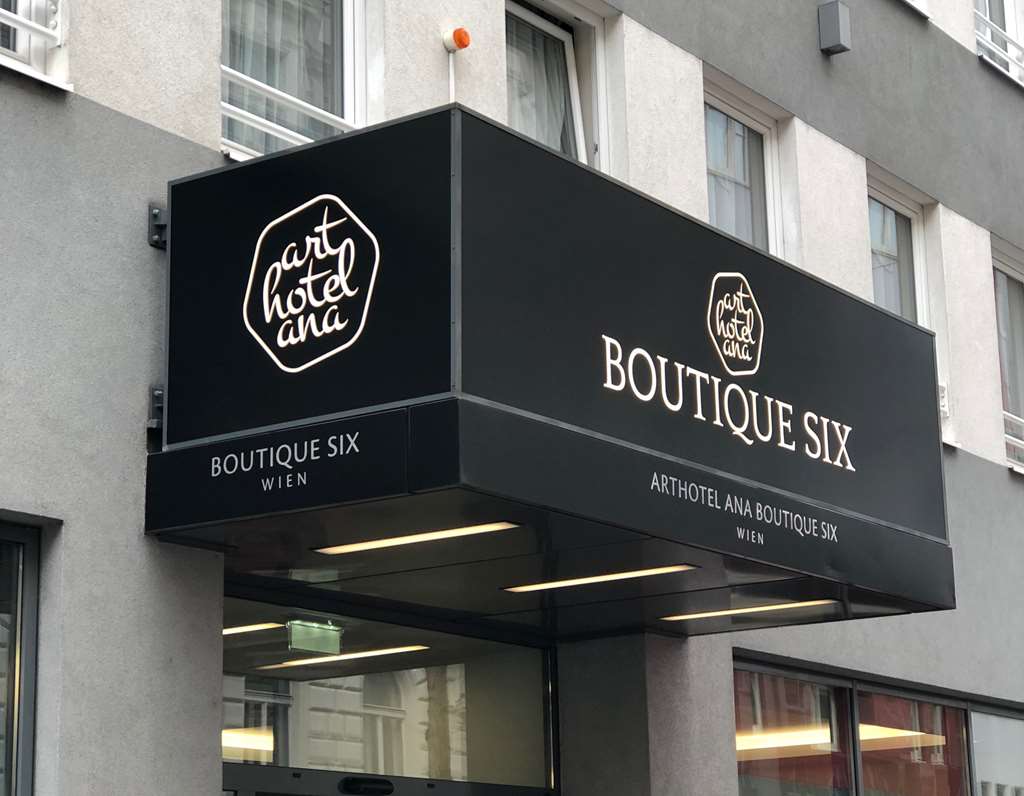 art
hotel
ana
BOUTIQUE SIX
WIEN
art
hotel
ana
BOUTIQUE SIX
ARTHOTEL ANA BOUTIQUE SIX
WIEN